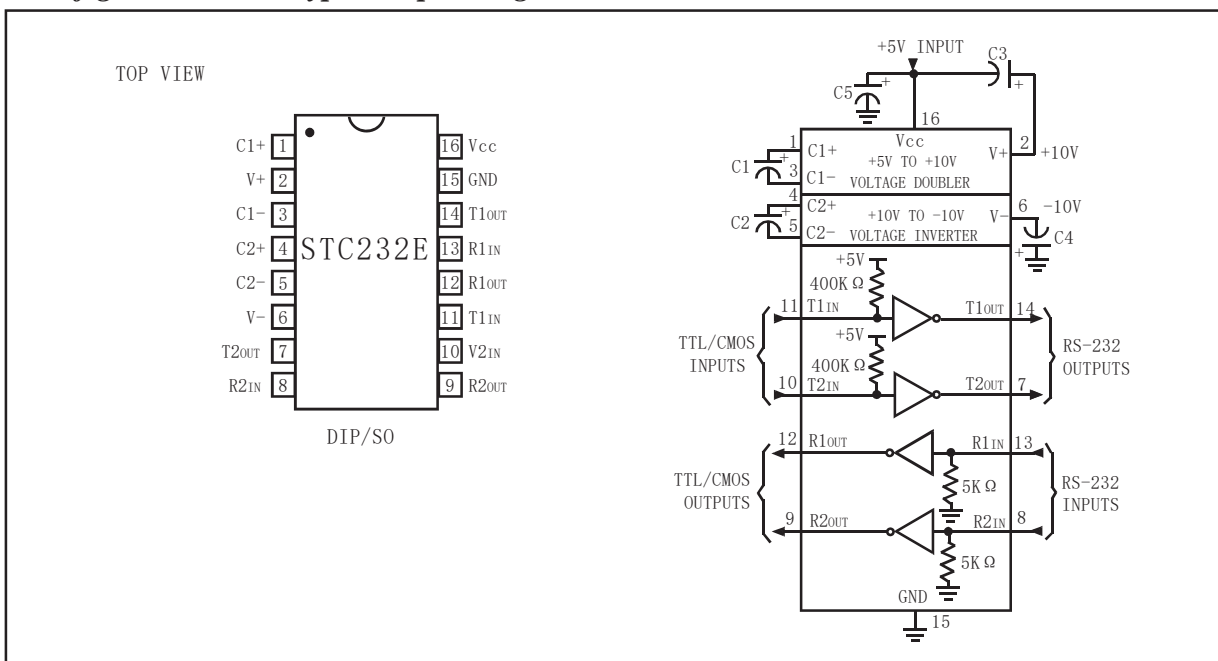 TOP VIEW
C1+ 1
V+ 2
C1- 3
C2+ 4
C2- 5
V- 6
T2OUT 7
R2IN 8
STC232E
16 Vcc
15 GND
14 T1OUT
13 R1IN
12 R1OUT
11 T1IN
10 V2IN
9 R2OUT
DIP/SO
+5V INPUT
C3
+
C5
+
16
Vcc
1
C1+
+5V TO +10V
V+
2
+10V
C1
+
3
C1-
VOLTAGE DOUBLER
4
C2+
+10V TO -10V
V-
6
-10V
C2
+
5
C2-
VOLTAGE INVERTER
C4
+
+5V
400KΩ
11 T1IN
T1OUT 14
+5V
TTL/CMOS
INPUTS
RS-232
OUTPUTS
400KΩ
10 T2IN
T2OUT 7
12 R1OUT
R1IN 13
TTL/CMOS
OUTPUTS
5KΩ
RS-232
INPUTS
9 R2OUT
R2IN 8
5KΩ
GND
15